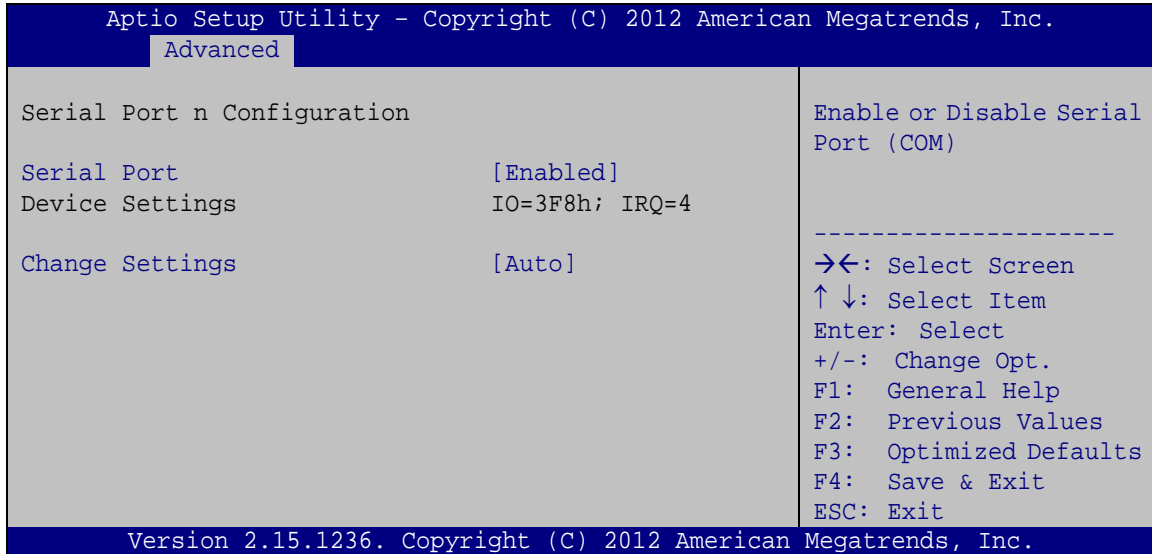 Aptio Setup Utility – Copyright (C) 2012 American Megatrends, Inc.
Advanced
Serial Port n Configuration
Serial Port [Enabled]
Device Settings IO=3F8h; IRQ=4
Change Settings [Auto]
Enable or Disable Serial
Port (COM)
---------------------
→←: Select Screen
↑ ↓: Select Item
Enter: Select
+/-: Change Opt.
F1: General Help
F2: Previous Values
F3: Optimized Defaults
F4: Save & Exit
ESC: Exit
Version 2.15.1236. Copyright (C) 2012 American Megatrends, Inc.